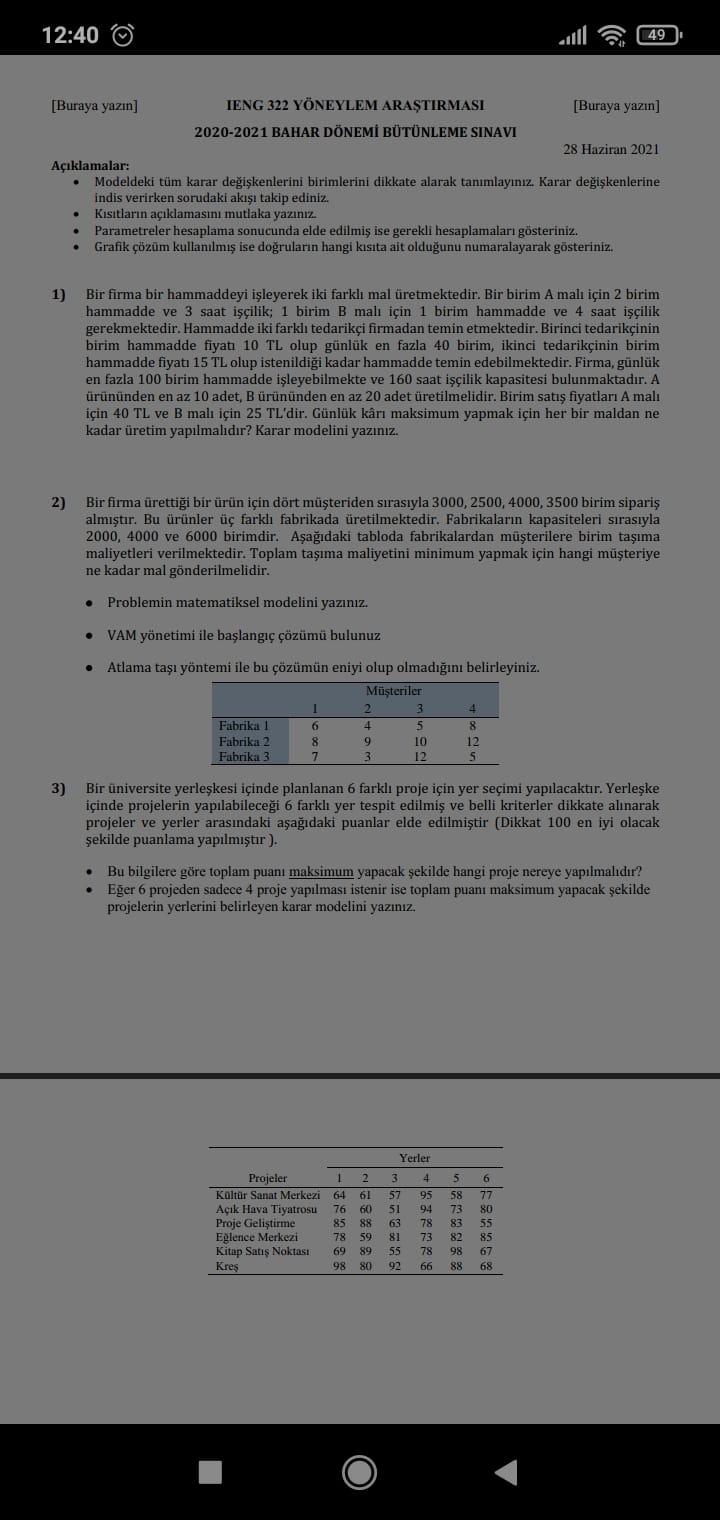 12:40
49
[Buraya yazın] IENG 322 YÖNEYLEM ARAŞTIRMASI [Buraya yazın]
2020-2021 BAHAR DÖNEMİ BÜTÜNLEME SINAVI
28 Haziran 2021
Açıklamalar:
• Modeldeki tüm karar değişkenlerini birimlerini dikkate alarak tanımlayınız. Karar değişkenlerine
indis verirken sorudaki akışı takip ediniz.
• Kısıtların açıklamasını mutlaka yazınız.
• Parametreler hesaplama sonucunda elde edilmiş ise gerekli hesaplamaları gösteriniz.
• Grafik çözüm kullanılmış ise doğruların hangi kısıta ait olduğunu numaralayarak gösteriniz.
1) Bir firma bir hammaddeyi işleyerek iki farklı mal üretmektedir. Bir birim A malı için 2 birim
hammadde ve 3 saat işçilik; 1 birim B malı için 1 birim hammadde ve 4 saat işçilik
gerekmektedir. Hammadde iki farklı tedarikçi firmadan temin etmektedir. Birinci tedarikçinin
birim hammadde fiyatı 10 TL olup günlük en fazla 40 birim, ikinci tedarikçinin birim
hammadde fiyatı 15 TL olup istenildiği kadar hammadde temin edebilmektedir. Firma, günlük
en fazla 100 birim hammadde işleyebilmekte ve 160 saat işçilik kapasitesi bulunmaktadır. A
ürününden en az 10 adet, B ürününden en az 20 adet üretilmelidir. Birim satış fiyatları A malı
için 40 TL ve B malı için 25 TL'dir. Günlük kârı maksimum yapmak için her bir maldan ne
kadar üretim yapılmalıdır? Karar modelini yazınız.
2) Bir firma ürettiği bir ürün için dört müşteriden sırasıyla 3000, 2500, 4000, 3500 birim sipariş
almıştır. Bu ürünler üç farklı fabrikada üretilmektedir. Fabrikaların kapasiteleri sırasıyla
2000, 4000 ve 6000 birimdir. Aşağıdaki tabloda fabrikalardan müşterilere birim taşıma
maliyetleri verilmektedir. Toplam taşıma maliyetini minimum yapmak için hangi müşteriye
ne kadar mal gönderilmelidir.
• Problemin matematiksel modelini yazınız.
• VAM yönetimi ile başlangıç çözümü bulunuz
• Atlama taşı yöntemi ile bu çözümün eniyi olup olmadığını belirleyiniz.
Müşteriler
1 2 3 4
Fabrika 1 6 4 5 8
Fabrika 2 8 9 10 12
Fabrika 3 7 3 12 5
3) Bir üniversite yerleşkesi içinde planlanan 6 farklı proje için yer seçimi yapılacaktır. Yerleşke
içinde projelerin yapılabileceği 6 farklı yer tespit edilmiş ve belli kriterler dikkate alınarak
projeler ve yerler arasındaki aşağıdaki puanlar elde edilmiştir (Dikkat 100 en iyi olacak
şekilde puanlama yapılmıştır ).
• Bu bilgilere göre toplam puanı maksimum yapacak şekilde hangi proje nereye yapılmalıdır?
• Eğer 6 projeden sadece 4 proje yapılması istenir ise toplam puanı maksimum yapacak şekilde
projelerin yerlerini belirleyen karar modelini yazınız.
Yerler
Projeler 1 2 3 4 5 6
Kültür Sanat Merkezi 64 61 57 95 58 77
Açık Hava Tiyatrosu 76 60 51 94 73 80
Proje Geliştirme 85 88 63 78 83 55
Eğlence Merkezi 78 59 81 73 82 85
Kitap Satış Noktası 69 89 55 78 98 67
Kreş 98 80 92 66 88 68